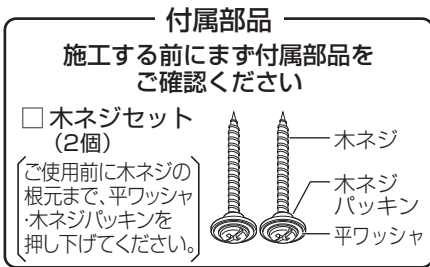 付属部品
施工する前にまず付属部品を
ご確認ください
□ 木ネジセット
(2個)
ご使用前に木ネジの
根元まで、平ワッシャ
・木ネジパッキンを
押し下げてください。
木ネジ
木ネジ
パッキン
平ワッシャ